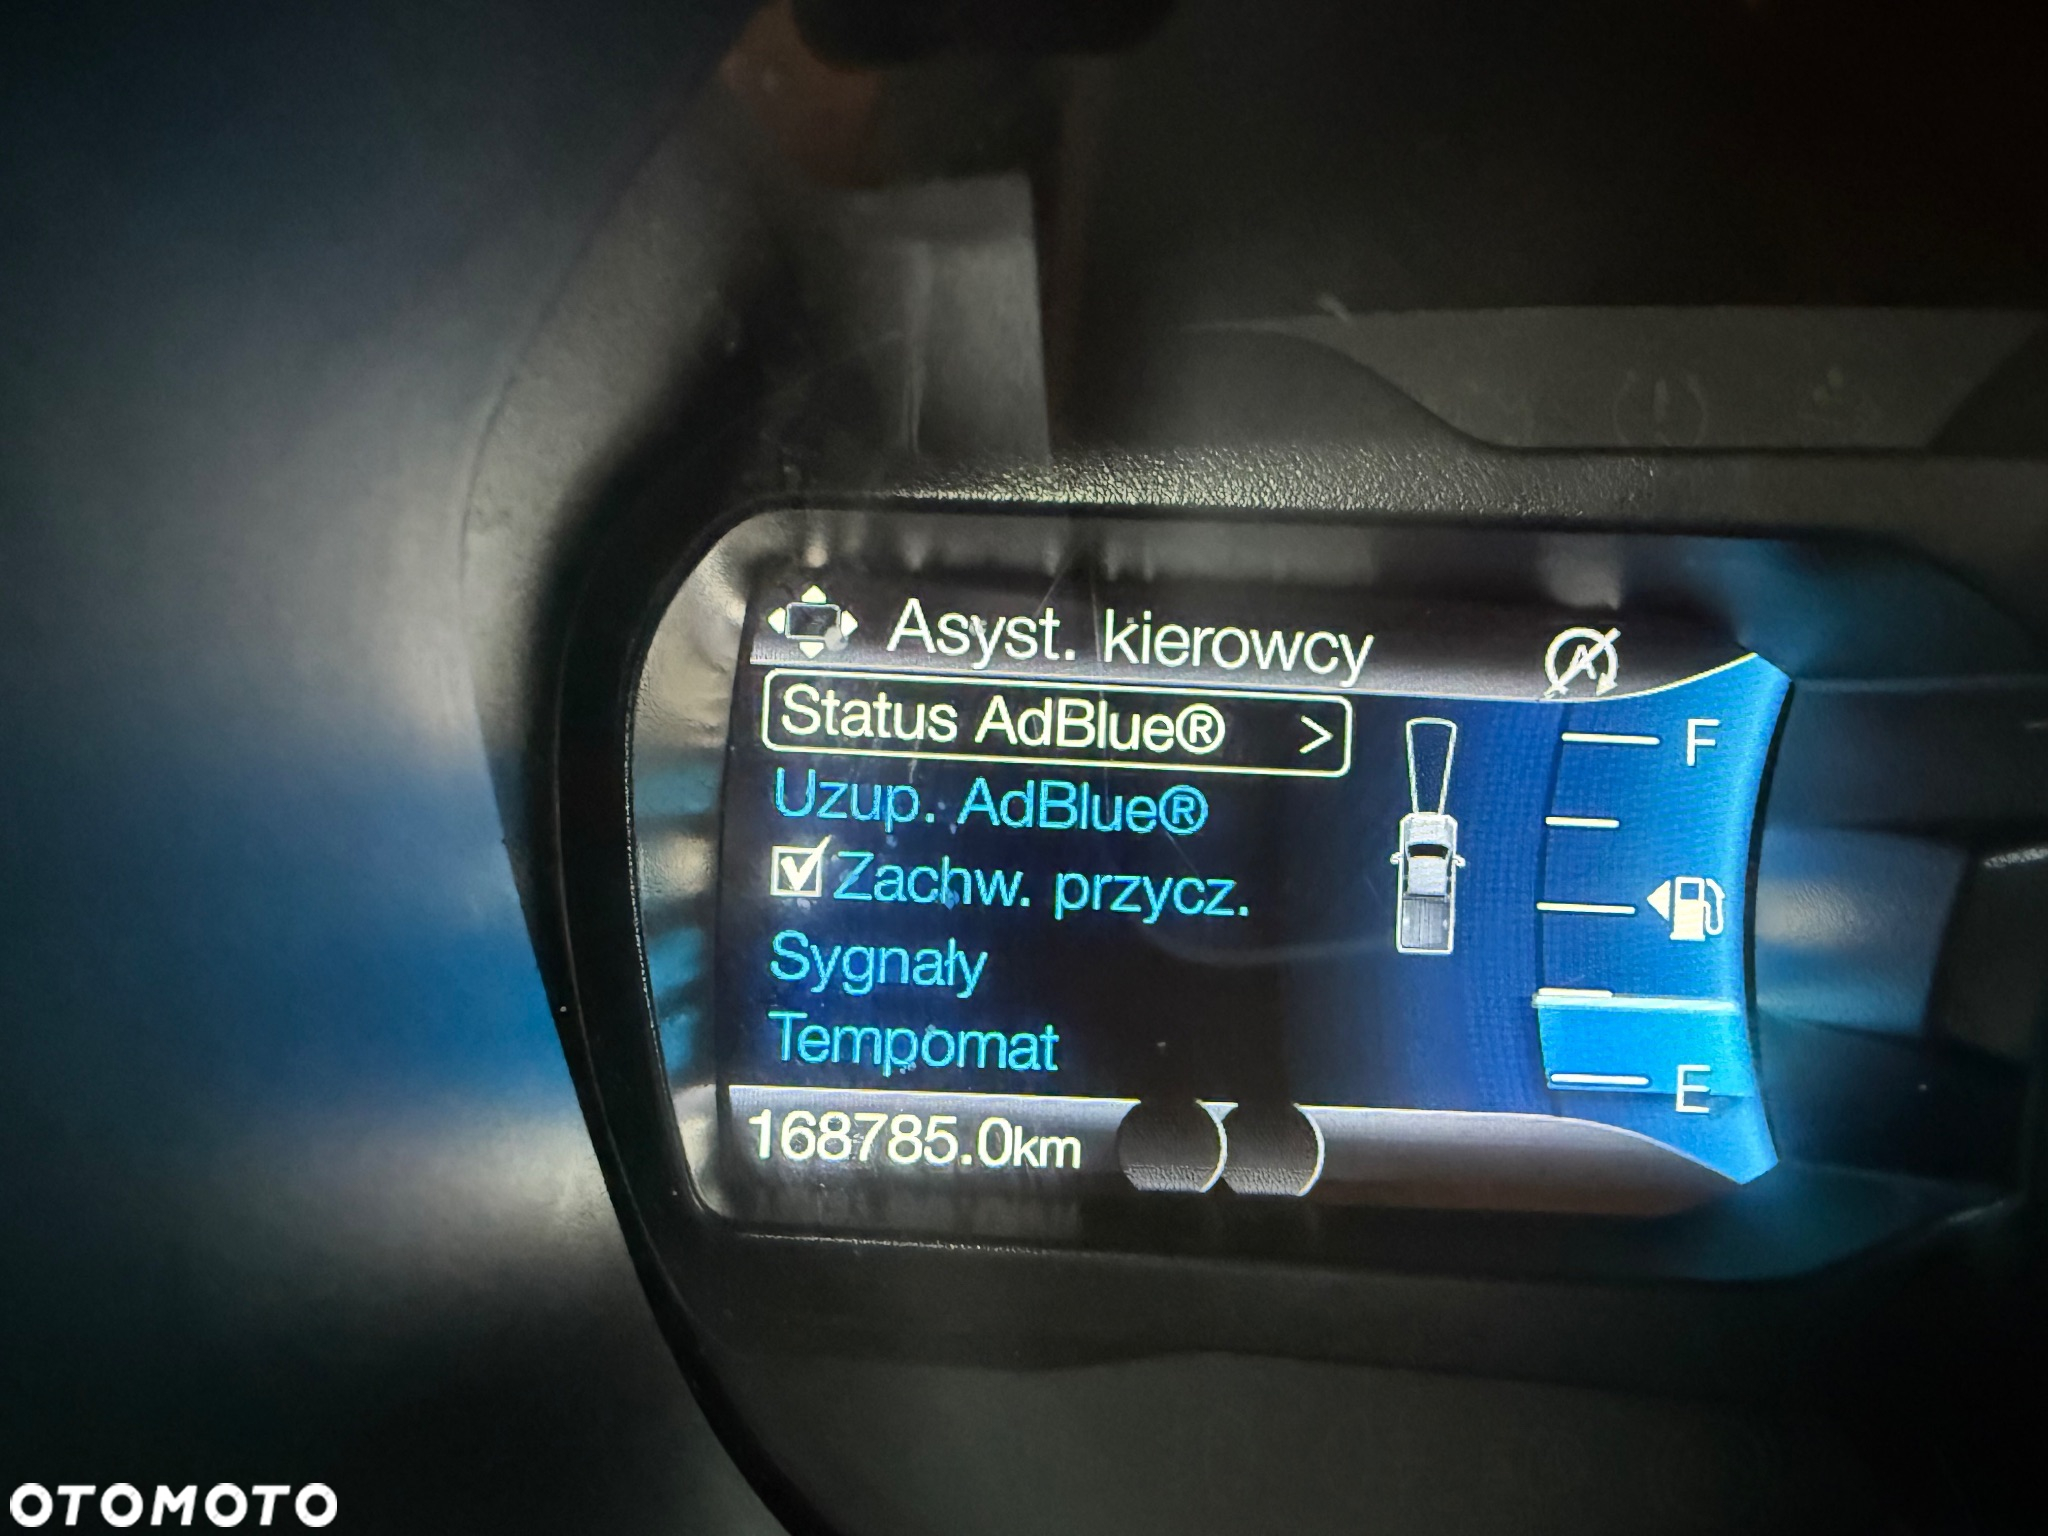 Asyst. kierowcy
Status AdBlue® >
Uzup. AdBlue®
Zachw. przycz.
Sygnały
Tempomat
168785.0km
A
F
E
OTOMOTO